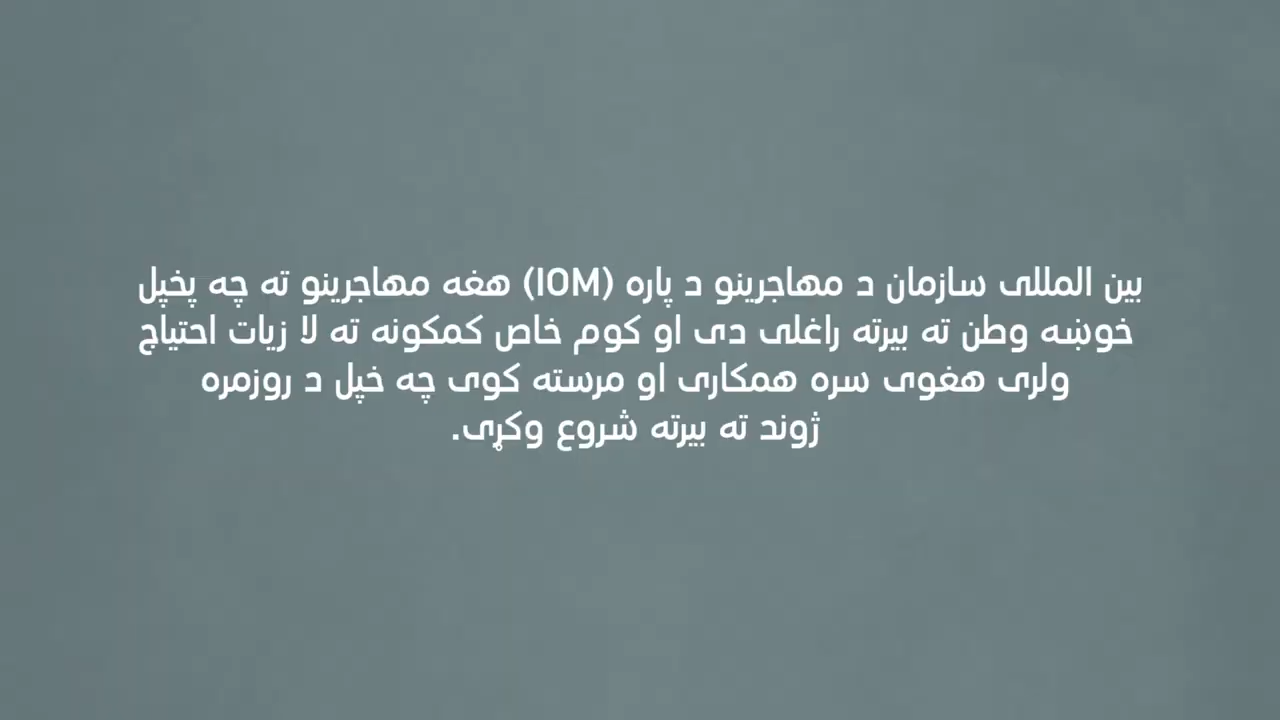 بین المللی سازمان د مهاجرینو د پاره (IOM) هغه مهاجرینو ته چه پخپل
خوښه وطن ته بیرته راغلی دی او کوم خاص کمکونه ته لا زیات احتیاج
ولری هغوی سره همکاری او مرسته کوی چه خپل د روزمره
ژوند ته بیرته شروع وکړی.